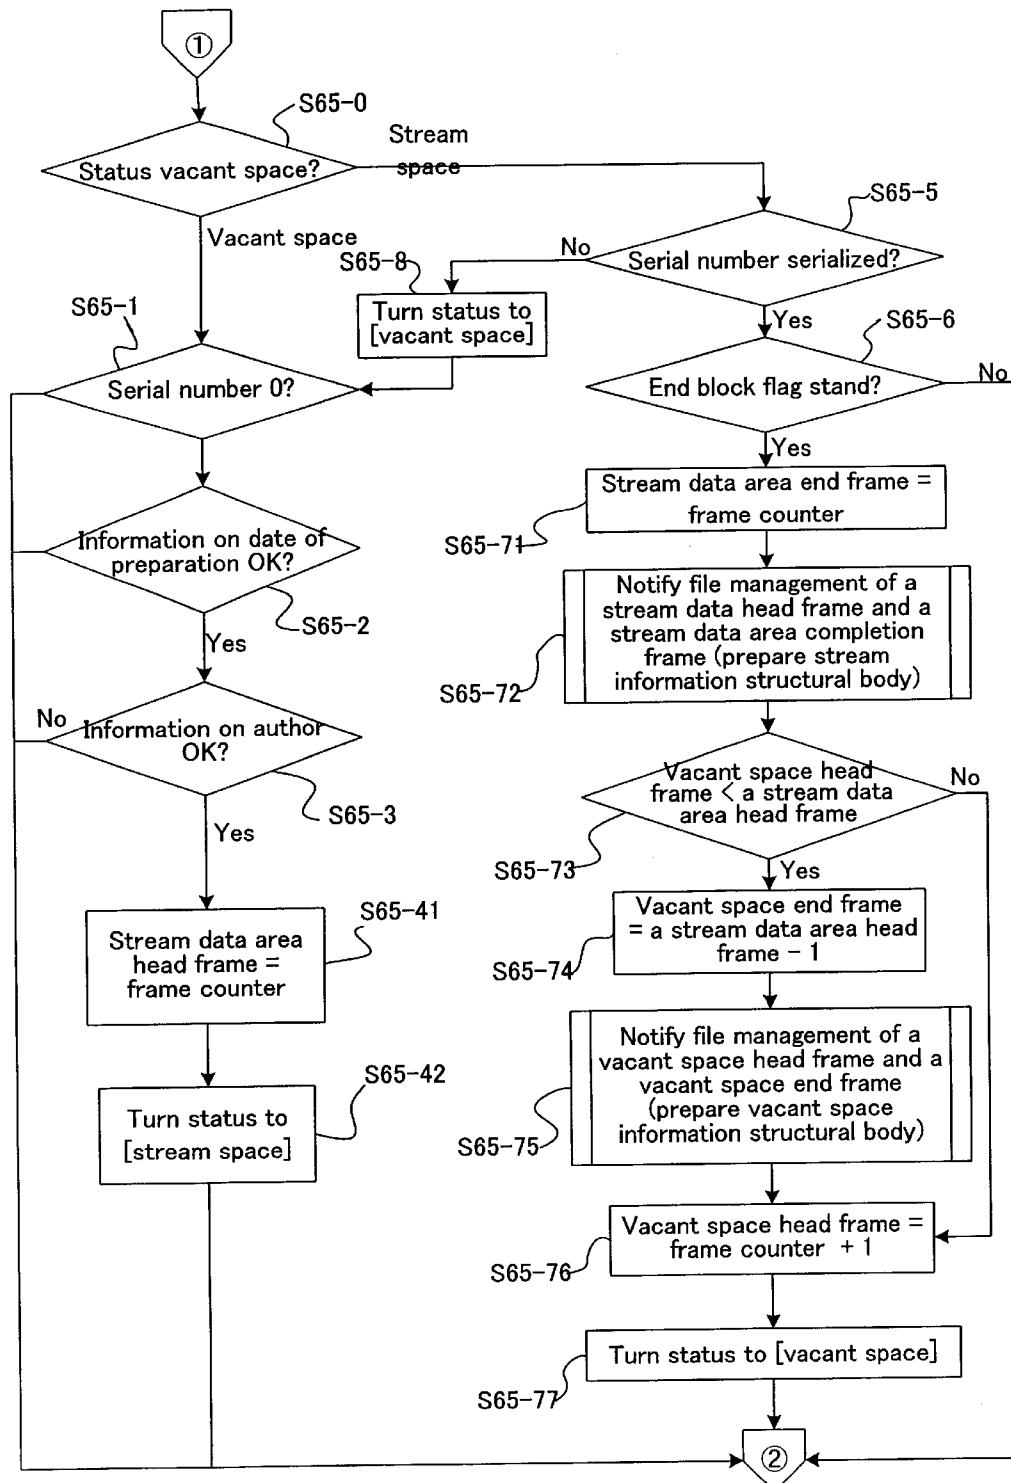 ①
S65-0
Status vacant space?
Stream
space
Vacant space
S65-5
Serial number serialized?
No
S65-8
Turn status to
[vacant space]
Yes
S65-1
Serial number 0?
S65-6
End block flag stand?
No
Yes
Information on date of
preparation OK?
S65-2
Yes
Stream data area end frame =
frame counter
S65-71
Notify file management of a
stream data head frame and a
stream data area completion
frame (prepare stream
information structural body)
S65-72
No
Information on author
OK?
S65-3
Yes
Vacant space head
frame < a stream data
area head frame
No
S65-73
Yes
S65-41
Stream data area
head frame =
frame counter
Vacant space end frame
= a stream data area head
frame - 1
S65-74
S65-42
Turn status to
[stream space]
Notify file management of a
vacant space head frame and a
vacant space end frame
(prepare vacant space
information structural body)
S65-75
Vacant space head frame =
frame counter + 1
S65-76
Turn status to [vacant space]
S65-77
②